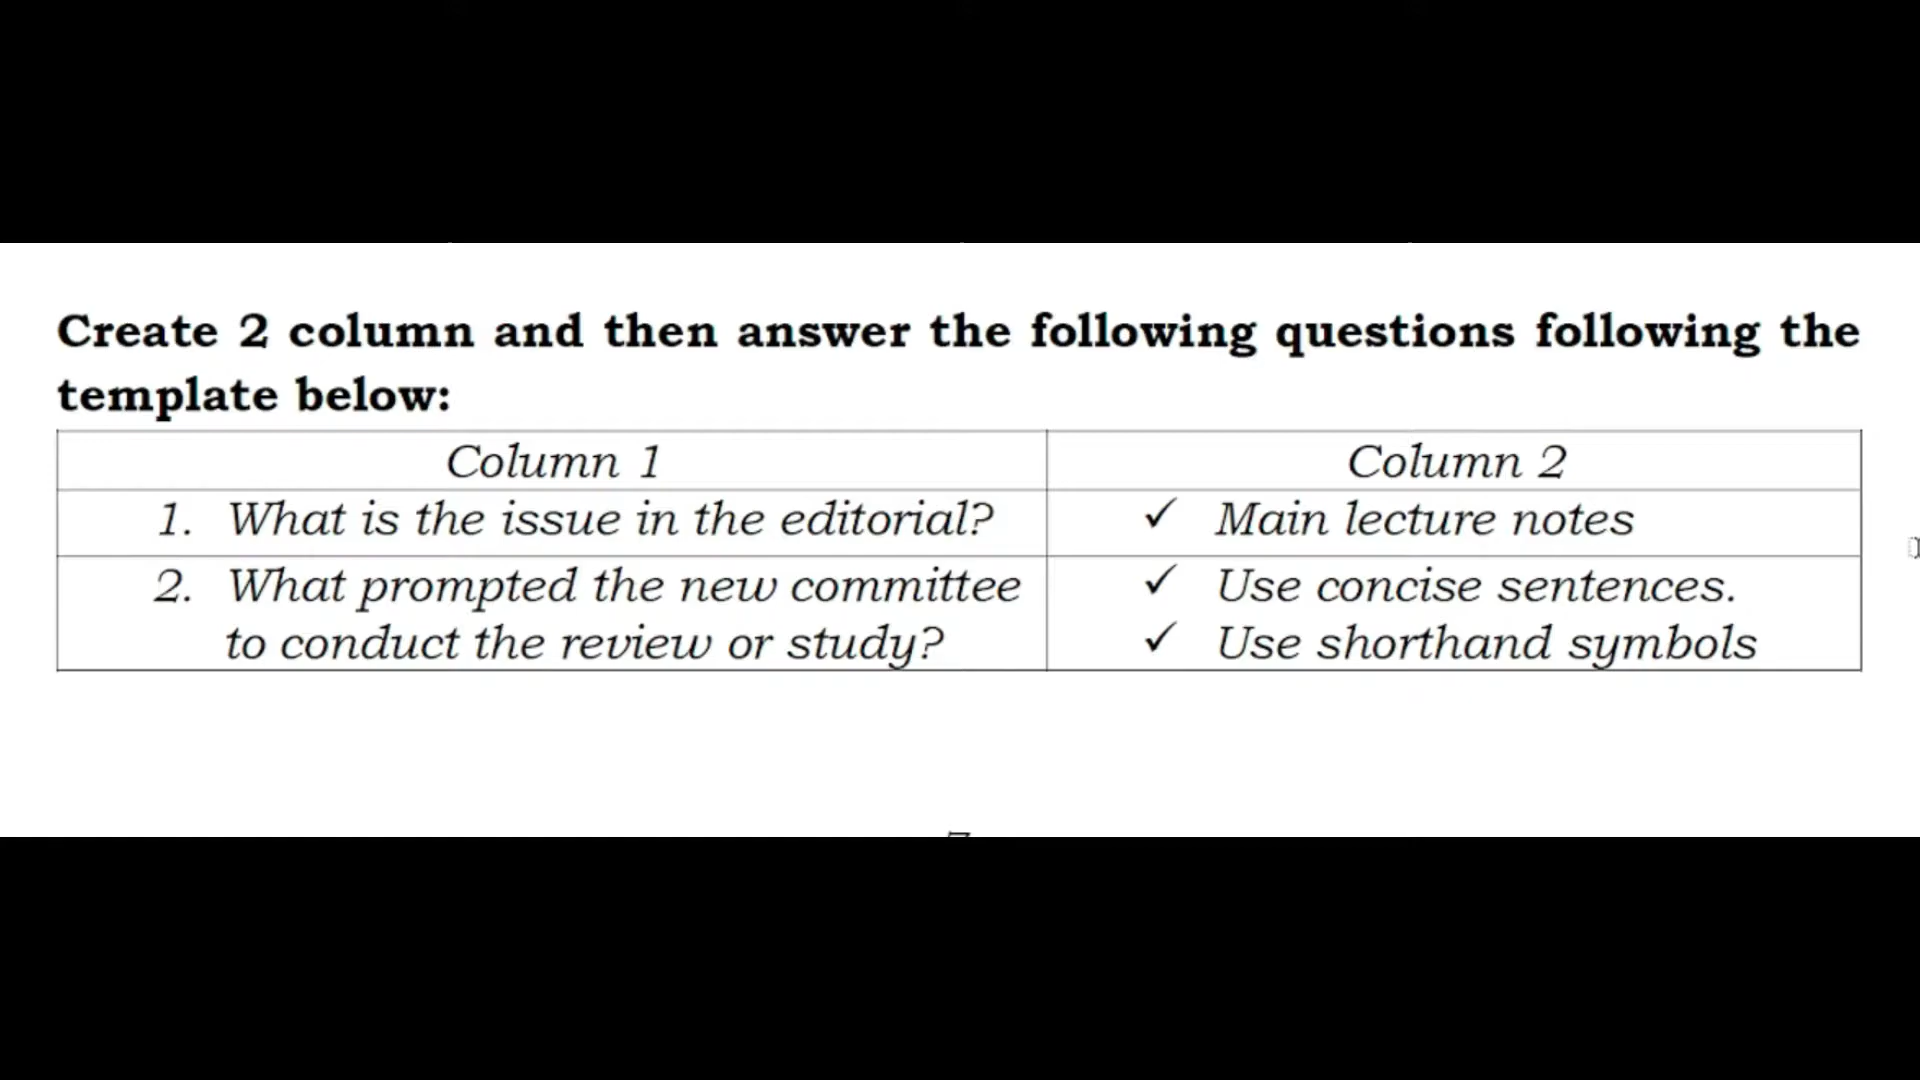 Create 2 column and then answer the following questions following the
template below:
Column 1
Column 2
1. What is the issue in the editorial?
✓ Main lecture notes
2. What prompted the new committee
to conduct the review or study?
✓ Use concise sentences.
✓ Use shorthand symbols